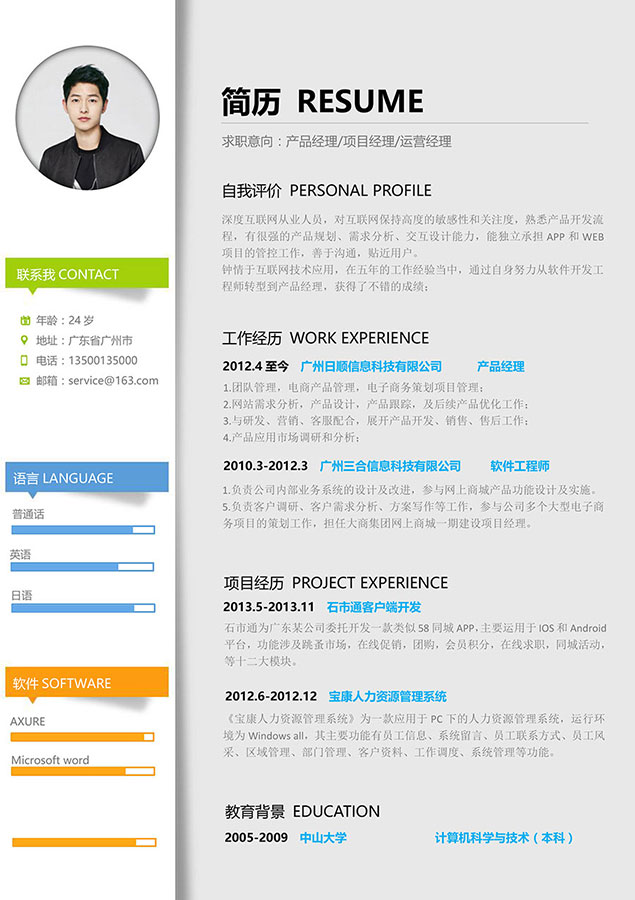 简历 RESUME
求职意向：产品经理/项目经理/运营经理
自我评价 PERSONAL PROFILE
深度互联网从业人员，对互联网保持高度的敏感性和关注度，熟悉产品开发流
程，有很强的产品规划、需求分析、交互设计能力，能独立承担 APP 和 WEB
项目的管控工作，善于沟通，贴近用户。
钟情于互联网技术应用，在五年的工作经验当中，通过自身努力从软件开发工
程师转型到产品经理，获得了不错的成绩；
联系我 CONTACT
年龄：24 岁
地址：广东省广州市
电话：13500135000
邮箱：service@163.com
工作经历 WORK EXPERIENCE
2012.4 至今 广州日顺信息科技有限公司 产品经理
1.团队管理，电商产品管理，电子商务策划项目管理；
2.网站需求分析，产品设计，产品跟踪，及后续产品优化工作；
3.与研发、营销、客服配合，展开产品开发、销售、售后工作；
4.产品应用市场调研和分析；
2010.3-2012.3 广州三合信息科技有限公司 软件工程师
1.负责公司内部业务系统的设计及改进，参与网上商城产品功能设计及实施。
5.负责客户调研、客户需求分析、方案写作等工作，参与公司多个大型电子商
务项目的策划工作，担任大商集团网上商城一期建设项目经理。
语言 LANGUAGE
普通话
英语
日语
项目经历 PROJECT EXPERIENCE
2013.5-2013.11 石市通客户端开发
石市通为广东某公司委托开发一款类似 58 同城 APP，主要运用于 IOS 和 Android
平台，功能涉及跳蚤市场，在线促销，团购，会员积分，在线求职，同城活动，
等十二大模块。
2012.6-2012.12 宝康人力资源管理系统
《宝康人力资源管理系统》为一款应用于 PC 下的人力资源管理系统，运行环
境为 Windows all，其主要功能有员工信息、系统留言、员工联系方式、员工风
采、区域管理、部门管理、客户资料、工作调度、系统管理等功能。
软件 SOFTWARE
AXURE
Microsoft word
教育背景 EDUCATION
2005-2009 中山大学 计算机科学与技术（本科）